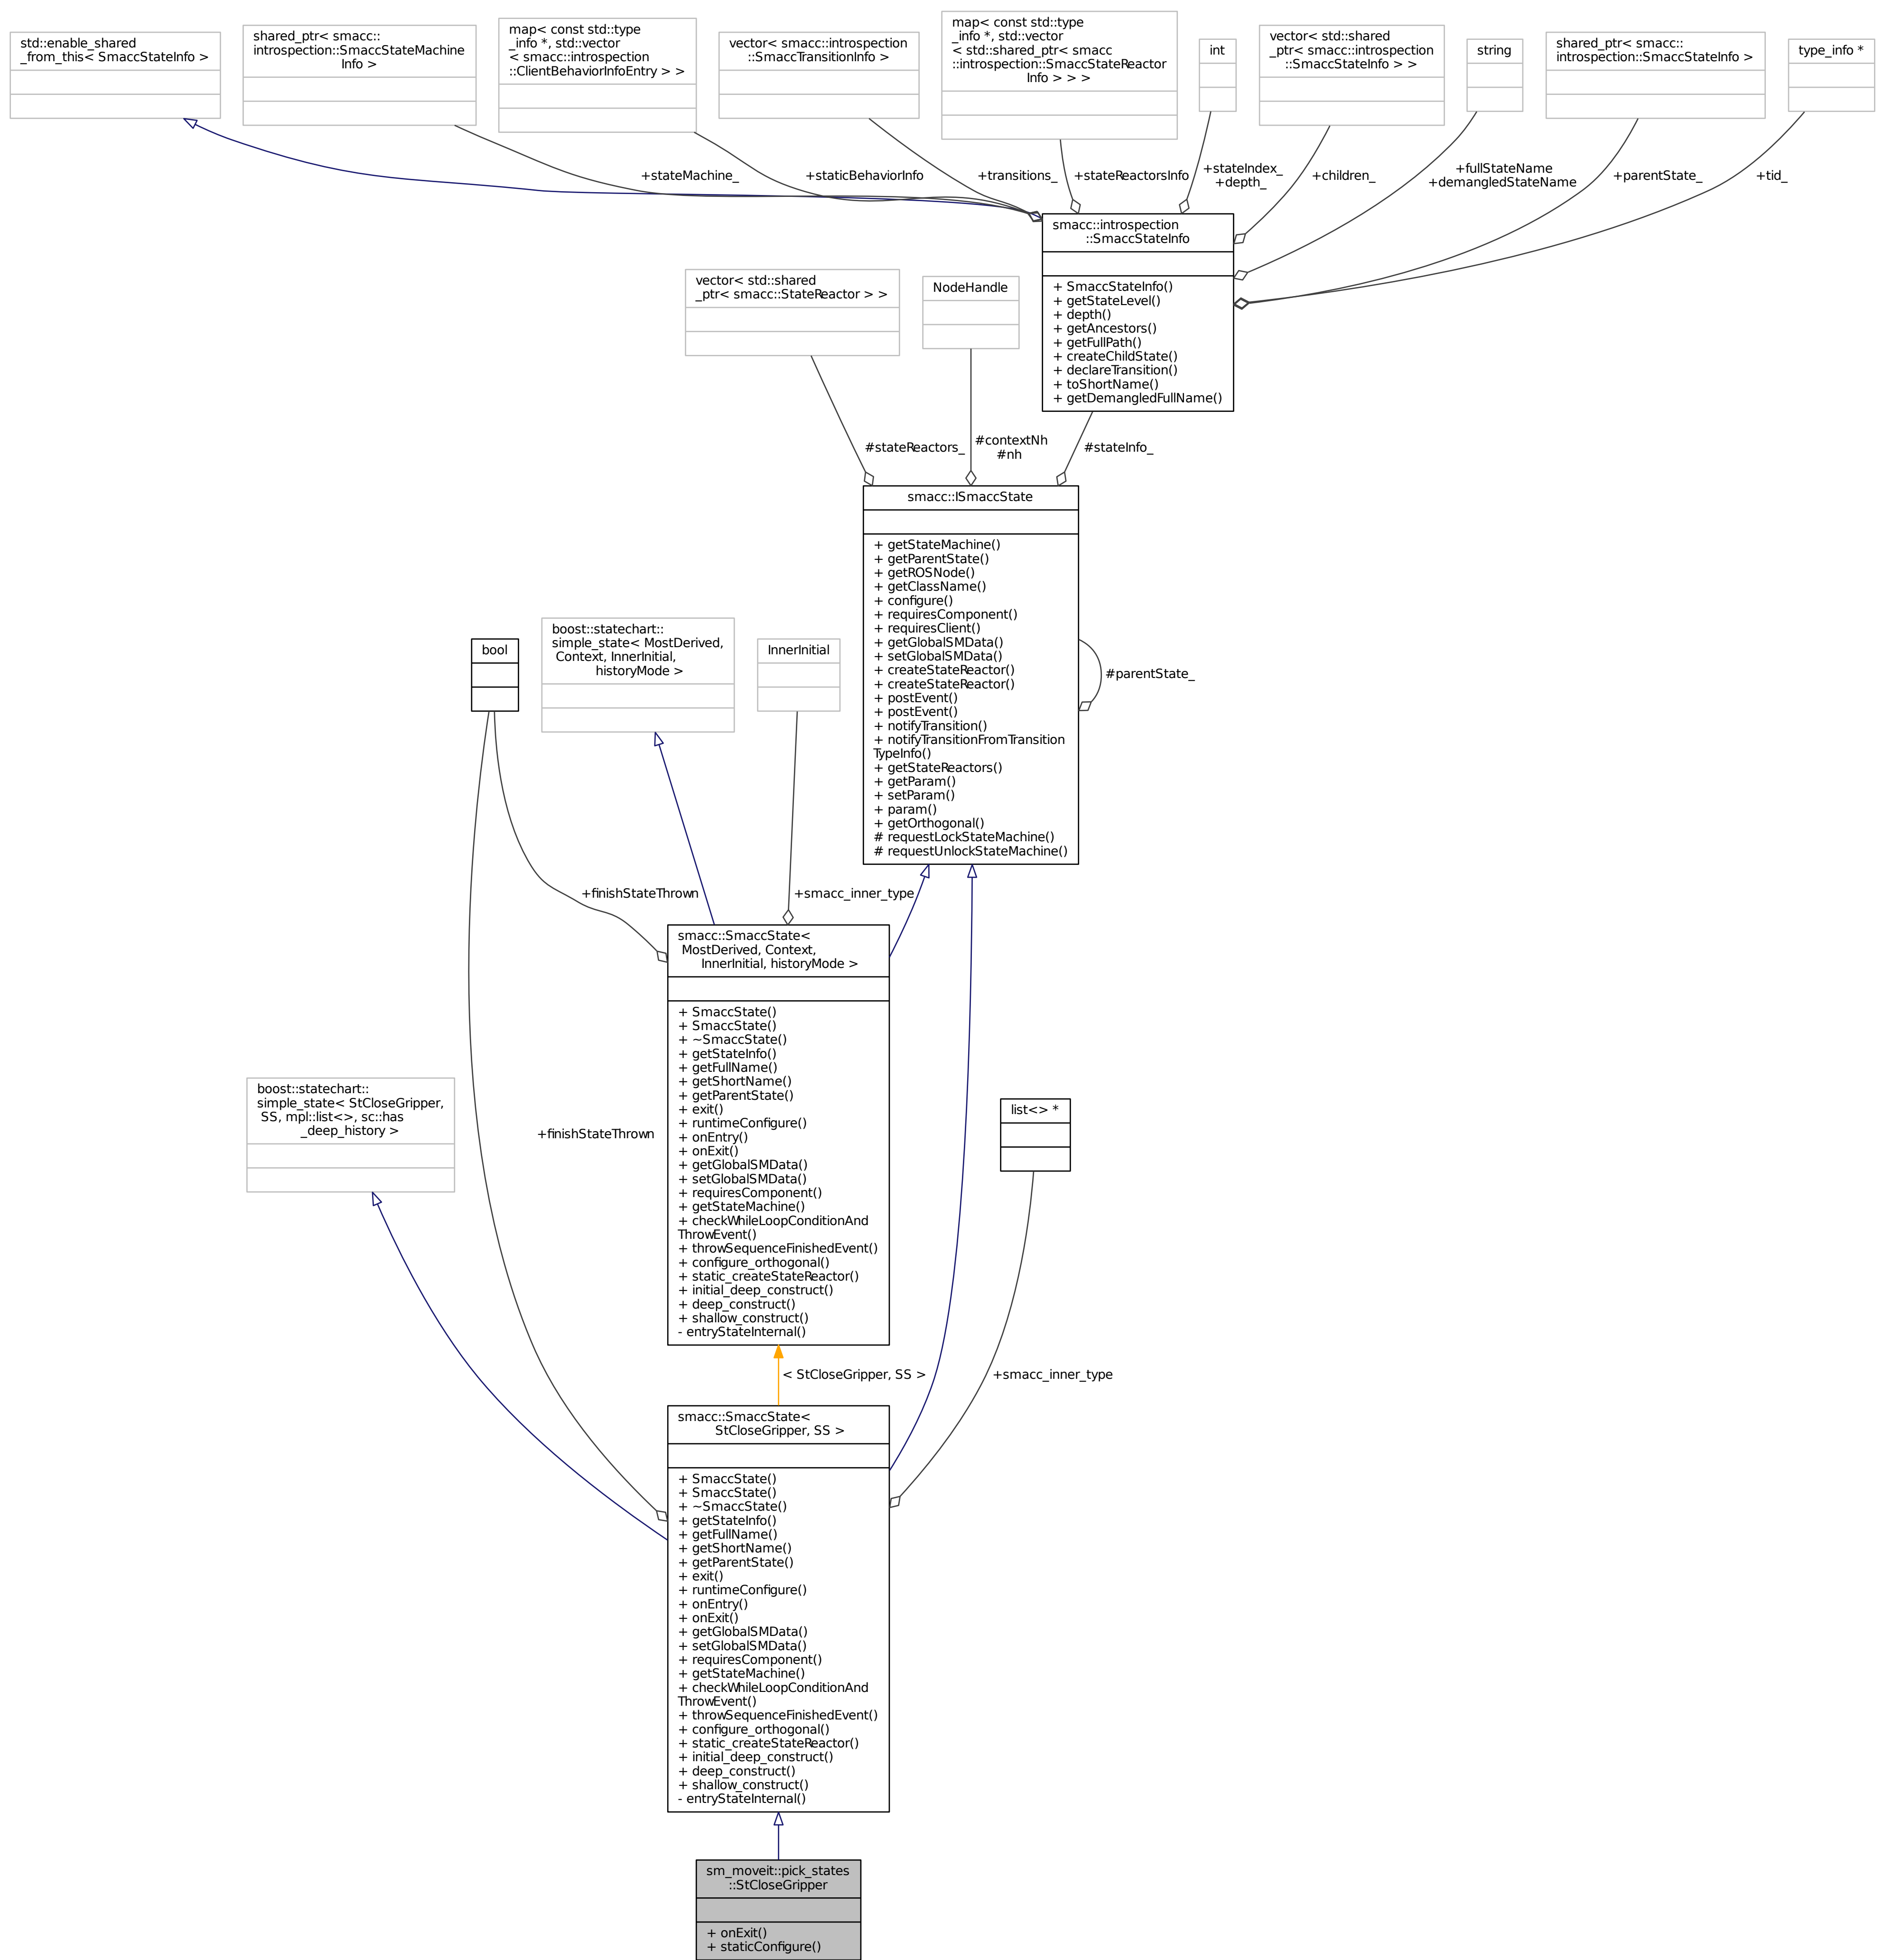 std::enable_shared
_from_this< SmaccStateInfo >
shared_ptr< smacc::
introspection::SmaccStateMachine
Info >
map< const std::type
_info *, std::vector
< smacc::introspection
::ClientBehaviorInfoEntry > >
vector< smacc::introspection
::SmaccTransitionInfo >
map< const std::type
_info *, std::vector
< std::shared_ptr< smacc
::introspection::SmaccStateReactor
Info > > >
int
vector< std::shared
_ptr< smacc::introspection
::SmaccStateInfo > >
string
shared_ptr< smacc::
introspection::SmaccStateInfo >
type_info *
+stateMachine_
+staticBehaviorInfo
+transitions_
+stateReactorsInfo
+stateIndex_
+depth_
+children_
+fullStateName
+demangledStateName
+parentState_
+tid_
smacc::introspection
::SmaccStateInfo
+ SmaccStateInfo()
+ getStateLevel()
+ depth()
+ getAncestors()
+ getFullPath()
+ createChildState()
+ declareTransition()
+ toShortName()
+ getDemangledFullName()
vector< std::shared
_ptr< smacc::StateReactor > >
NodeHandle
#stateReactors_
#contextNh
#nh
#stateInfo_
smacc::ISmaccState
+ getStateMachine()
+ getParentState()
+ getROSNode()
+ getClassName()
+ configure()
+ requiresComponent()
+ requiresClient()
+ getGlobalSMData()
+ setGlobalSMData()
+ createStateReactor()
+ createStateReactor()
+ postEvent()
+ postEvent()
+ notifyTransition()
+ notifyTransitionFromTransition
TypeInfo()
+ getStateReactors()
+ getParam()
+ setParam()
+ param()
+ getOrthogonal()
# requestLockStateMachine()
# requestUnlockStateMachine()
#parentState_
bool
boost::statechart::
simple_state< MostDerived,
Context, InnerInitial,
historyMode >
InnerInitial
+finishStateThrown
+smacc_inner_type
smacc::SmaccState<
MostDerived, Context,
InnerInitial, historyMode >
+ SmaccState()
+ SmaccState()
+ ~SmaccState()
+ getStateInfo()
+ getFullName()
+ getShortName()
+ getParentState()
+ exit()
+ runtimeConfigure()
+ onEntry()
+ onExit()
+ getGlobalSMData()
+ setGlobalSMData()
+ requiresComponent()
+ getStateMachine()
+ checkWhileLoopConditionAnd
ThrowEvent()
+ throwSequenceFinishedEvent()
+ configure_orthogonal()
+ static_createStateReactor()
+ initial_deep_construct()
+ deep_construct()
+ shallow_construct()
- entryStateInternal()
boost::statechart::
simple_state< StCloseGripper,
SS, mpl::list<>, sc::has
_deep_history >
+finishStateThrown
list<> *
< StCloseGripper, SS >
+smacc_inner_type
smacc::SmaccState<
StCloseGripper, SS >
+ SmaccState()
+ SmaccState()
+ ~SmaccState()
+ getStateInfo()
+ getFullName()
+ getShortName()
+ getParentState()
+ exit()
+ runtimeConfigure()
+ onEntry()
+ onExit()
+ getGlobalSMData()
+ setGlobalSMData()
+ requiresComponent()
+ getStateMachine()
+ checkWhileLoopConditionAnd
ThrowEvent()
+ throwSequenceFinishedEvent()
+ configure_orthogonal()
+ static_createStateReactor()
+ initial_deep_construct()
+ deep_construct()
+ shallow_construct()
- entryStateInternal()
sm_moveit::pick_states
::StCloseGripper
+ onExit()
+ staticConfigure()